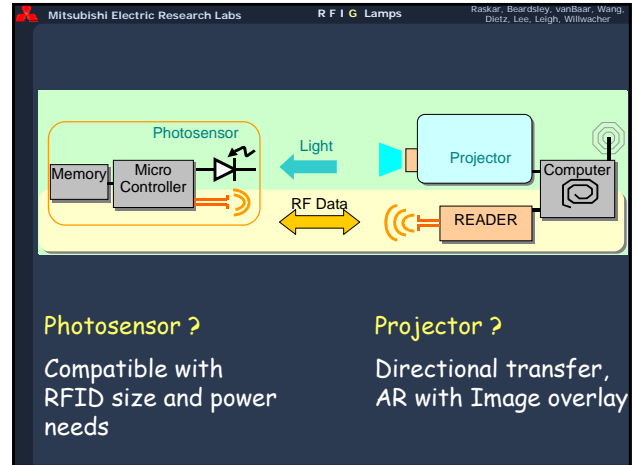 Mitsubishi Electric Research Labs
R F I G Lamps
Raskar, Beardsley, vanBaar, Wang,
Dietz, Lee, Leigh, Willwacher
Photosensor
Memory
Micro
Controller
Light
RF Data
Projector
Computer
READER
Photosensor ?
Compatible with
RFID size and power
needs
Projector ?
Directional transfer,
AR with Image overlay